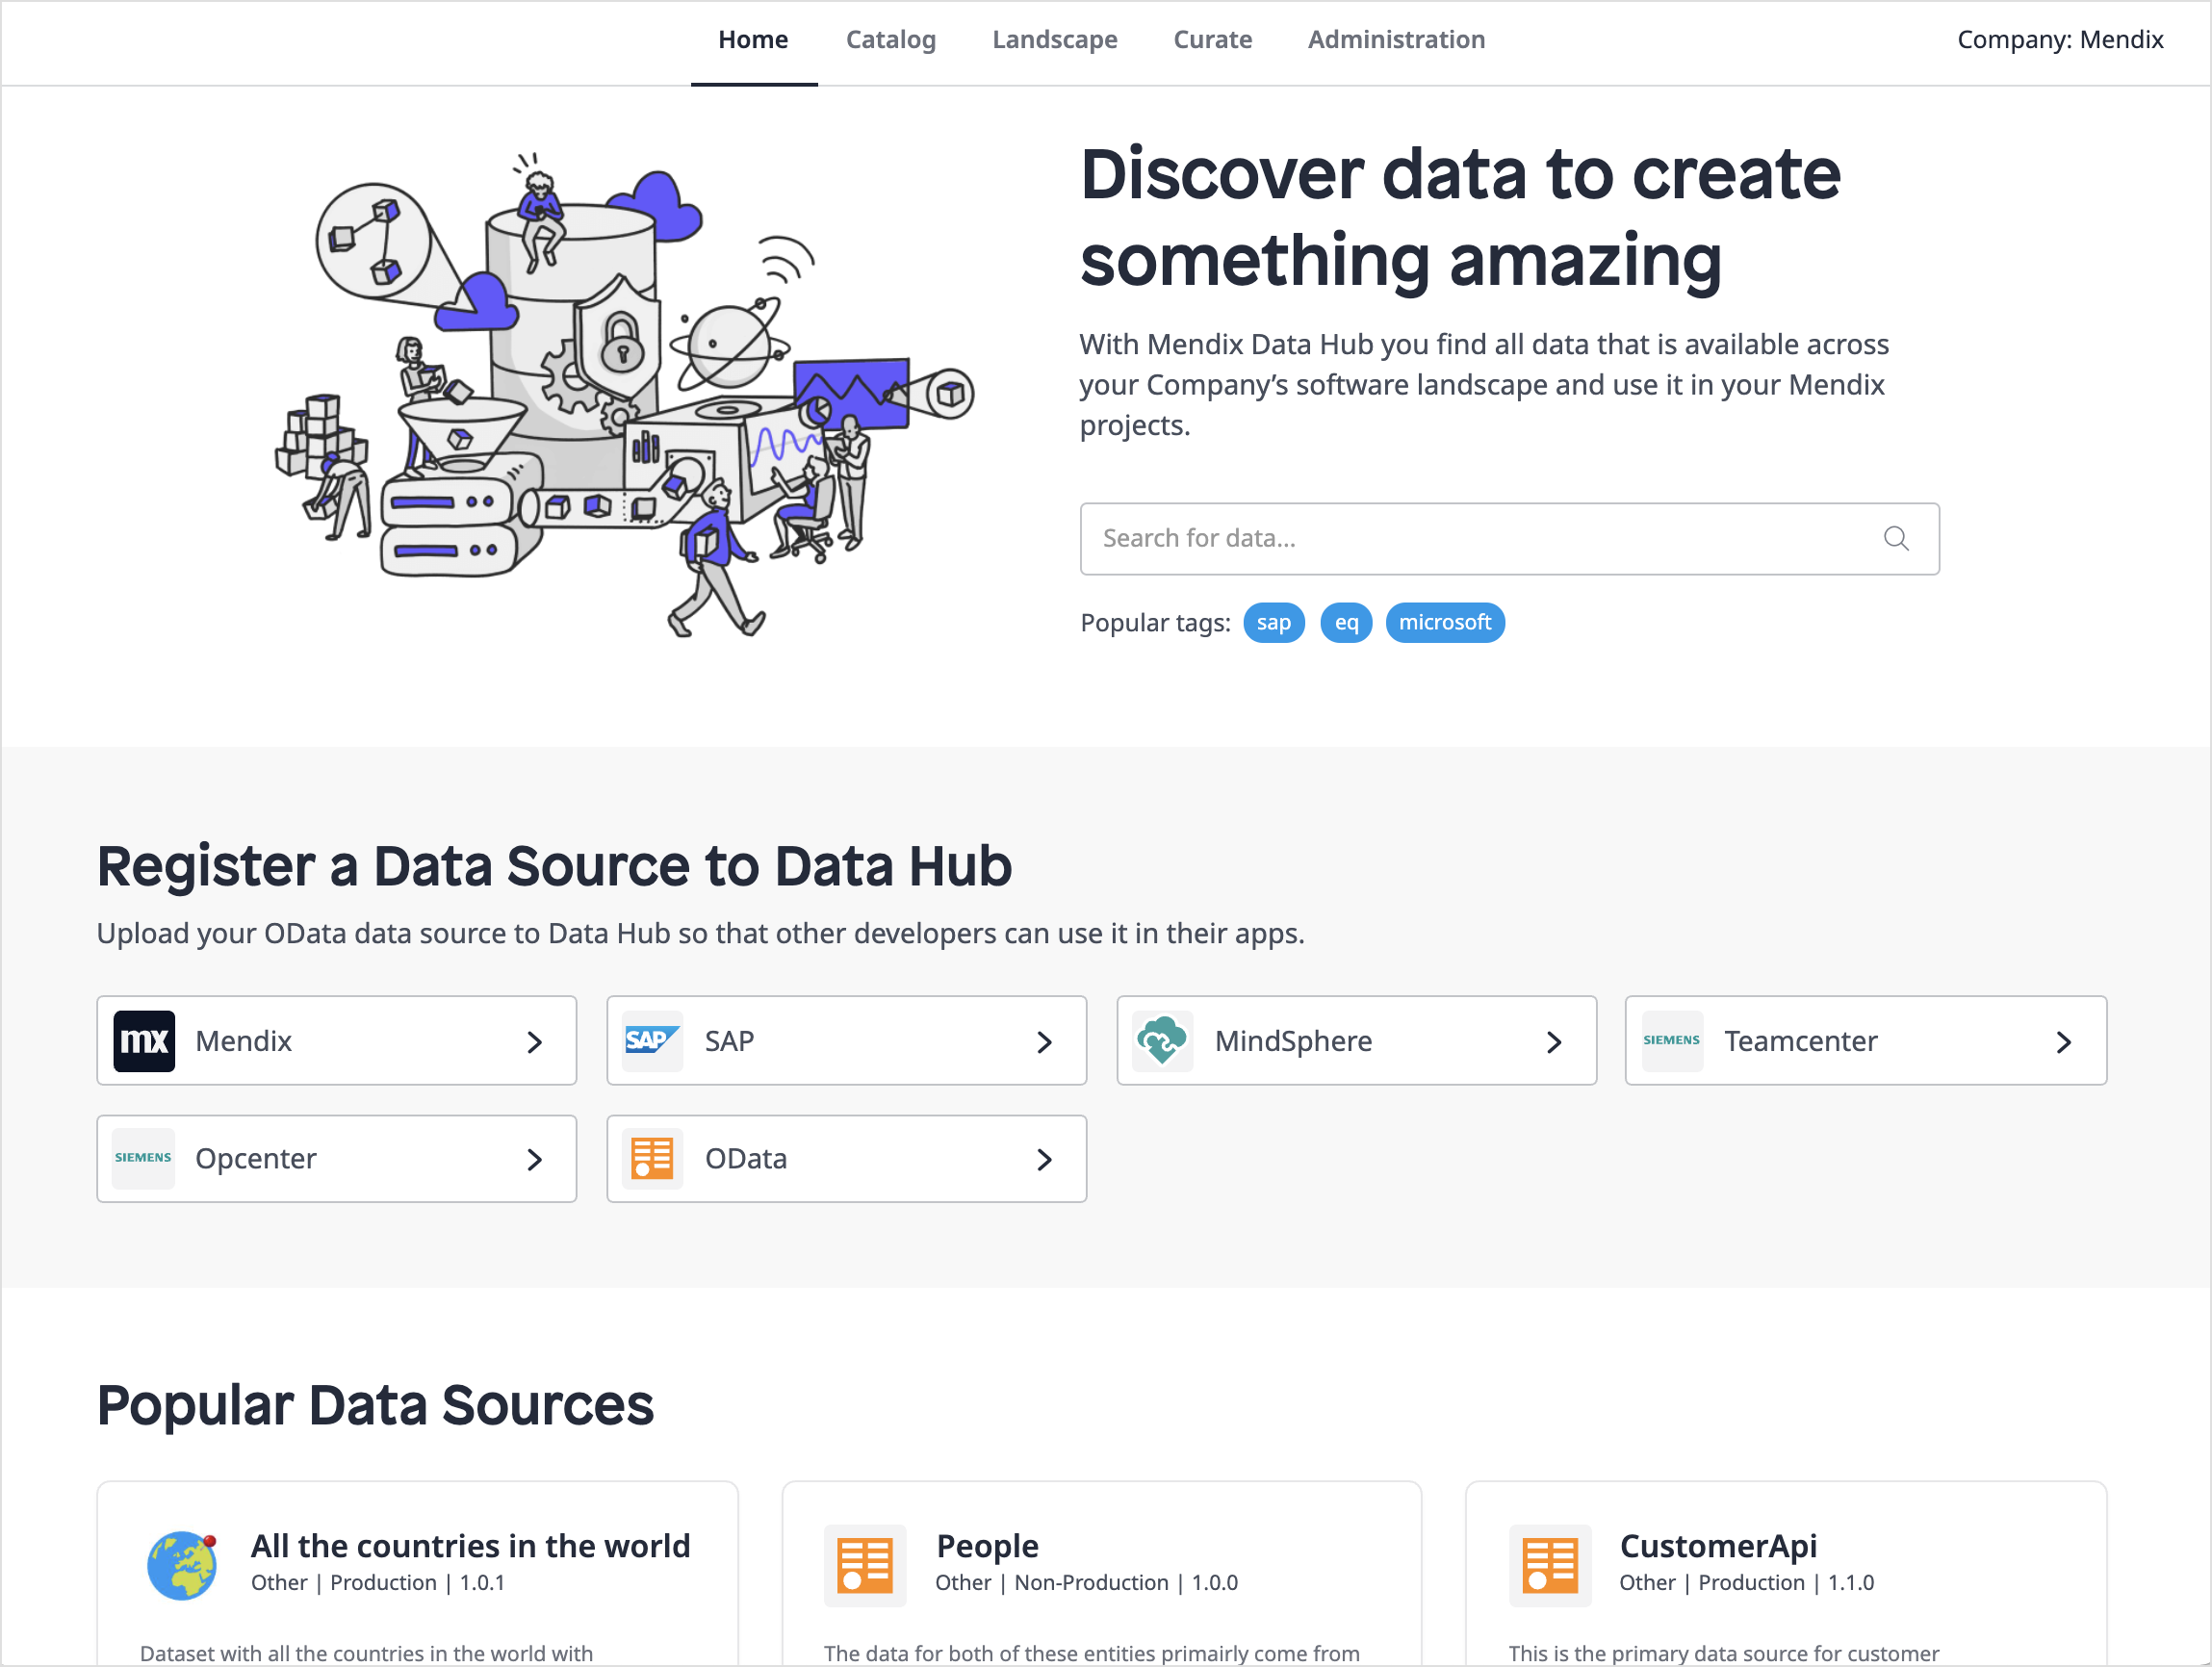 Home Catalog Landscape Curate Administration Company: Mendix
Discover data to create
something amazing
With Mendix Data Hub you find all data that is available across
your Company’s software landscape and use it in your Mendix
projects.
Search for data...
Popular tags: sap eq microsoft
Register a Data Source to Data Hub
Upload your OData data source to Data Hub so that other developers can use it in their apps.
mx Mendix SAP SAP MindSphere SIEMENS Teamcenter
SIEMENS Opcenter OData
Popular Data Sources
All the countries in the world
Other | Production | 1.0.1
Dataset with all the countries in the world with
People
Other | Non-Production | 1.0.0
The data for both of these entities primairly come from
CustomerApi
Other | Production | 1.1.0
This is the primary data source for customer